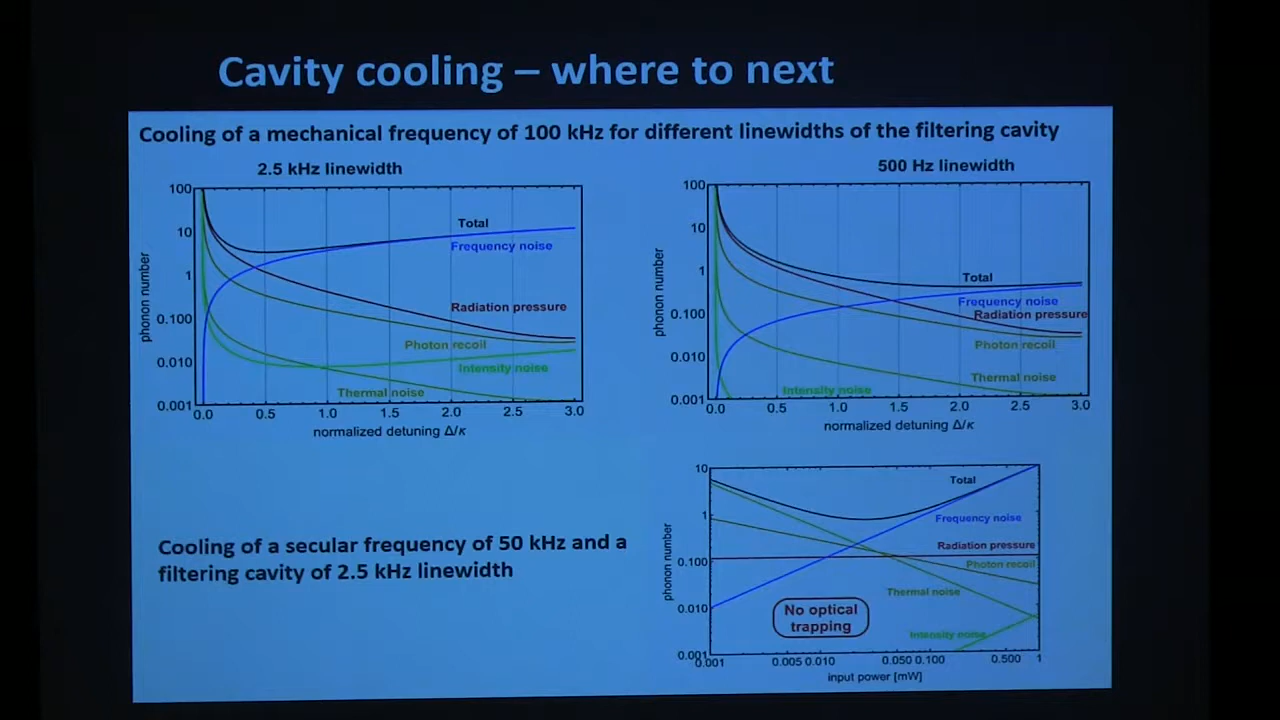 Cavity cooling – where to next
Cooling of a mechanical frequency of 100 kHz for different linewidths of the filtering cavity
2.5 kHz linewidth
100
10
1
0.100
0.010
0.001
phonon number
Total
Frequency noise
Radiation pressure
Photon recoil
Intensity noise
Thermal noise
0.0 0.5 1.0 1.5 2.0 2.5 3.0
normalized detuning Δ/κ
500 Hz linewidth
100
10
1
0.100
0.010
0.001
phonon number
Total
Frequency noise
Radiation pressure
Photon recoil
Thermal noise
Intensity noise
0.0 0.5 1.0 1.5 2.0 2.5 3.0
normalized detuning Δ/κ
Cooling of a secular frequency of 50 kHz and a
filtering cavity of 2.5 kHz linewidth
10
1
0.100
0.010
0.001
phonon number
Total
Frequency noise
Radiation pressure
Photon recoil
Thermal noise
Intensity noise
No optical
trapping
0.001 0.005 0.010 0.050 0.100 0.500 1
input power [mW]